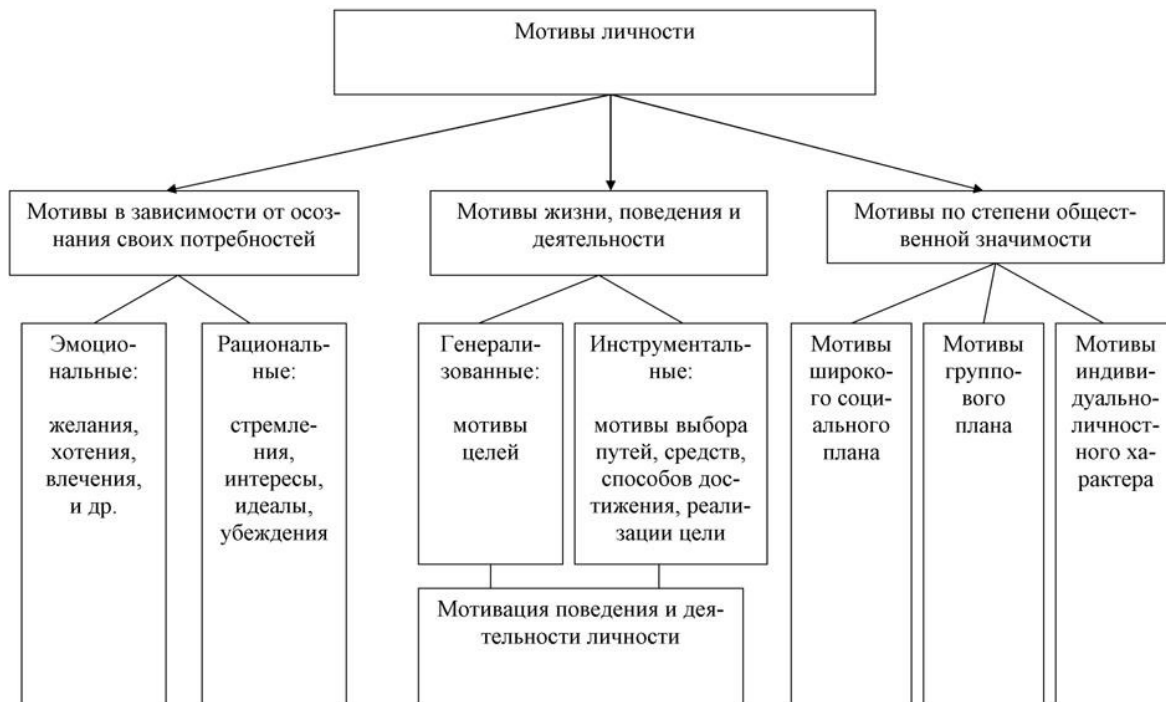 Мотивы личности
Мотивы в зависимости от осоз-
нания своих потребностей
Мотивы жизни, поведения и
деятельности
Мотивы по степени общест-
венной значимости
Эмоцио-
нальные:
желания,
хотения,
влечения,
и др.
Рациональ-
ные:
стремле-
ния,
интересы,
идеалы,
убеждения
Генерали-
зованные:
мотивы
целей
Инструменталь-
ные:
мотивы выбора
путей, средств,
способов дос-
тижения, реали-
зации цели
Мотивы
широко-
го соци-
ального
плана
Мотивы
группо-
вого
плана
Мотивы
индиви-
дуально-
личност-
ного ха-
рактера
Мотивация поведения и дея-
тельности личности